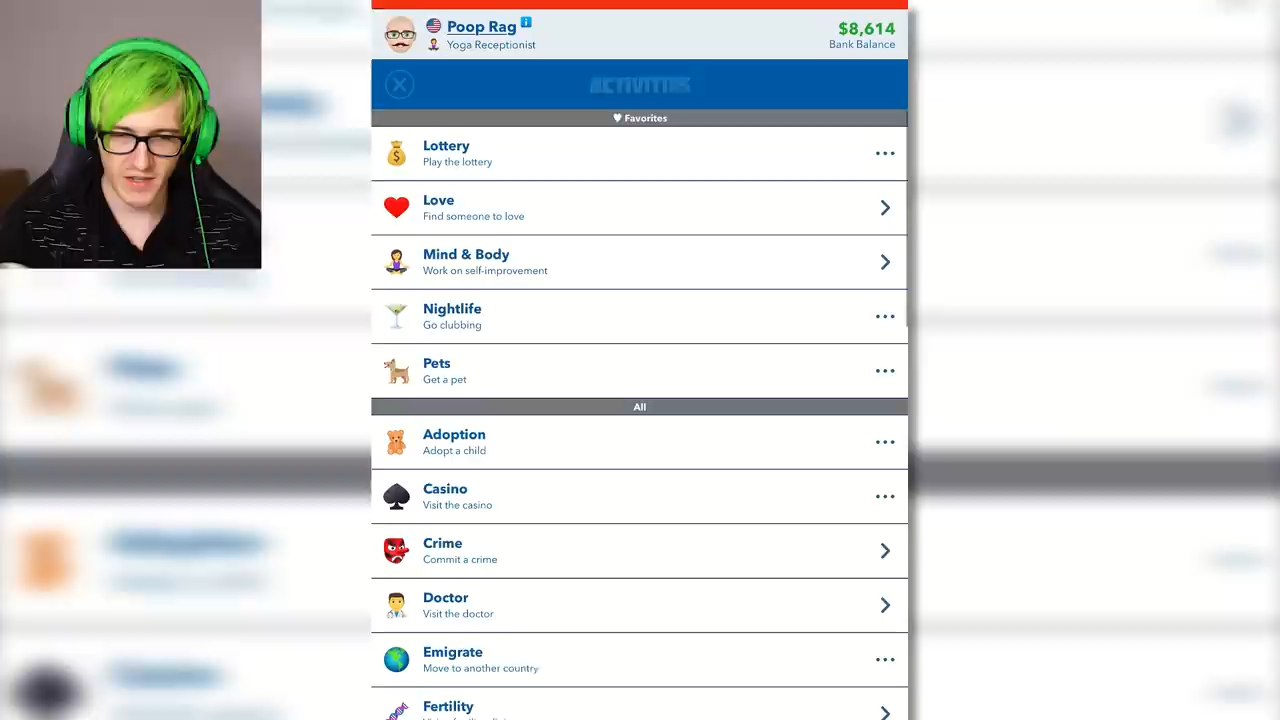 Poop Rag
Yoga Receptionist
$8,614
Bank Balance
ACTIVITIES
Favorites
Lottery
Play the lottery
Love
Find someone to love
Mind & Body
Work on self-improvement
Nightlife
Go clubbing
Pets
Get a pet
All
Adoption
Adopt a child
Casino
Visit the casino
Crime
Commit a crime
Doctor
Visit the doctor
Emigrate
Move to another country
Fertility